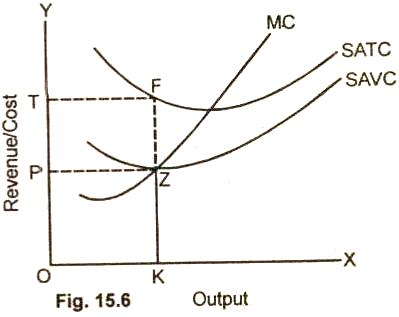 Y
MC
SATC
SAVC
T
F
Revenue/Cost
P
Z
O
K
X
Fig. 15.6
Output